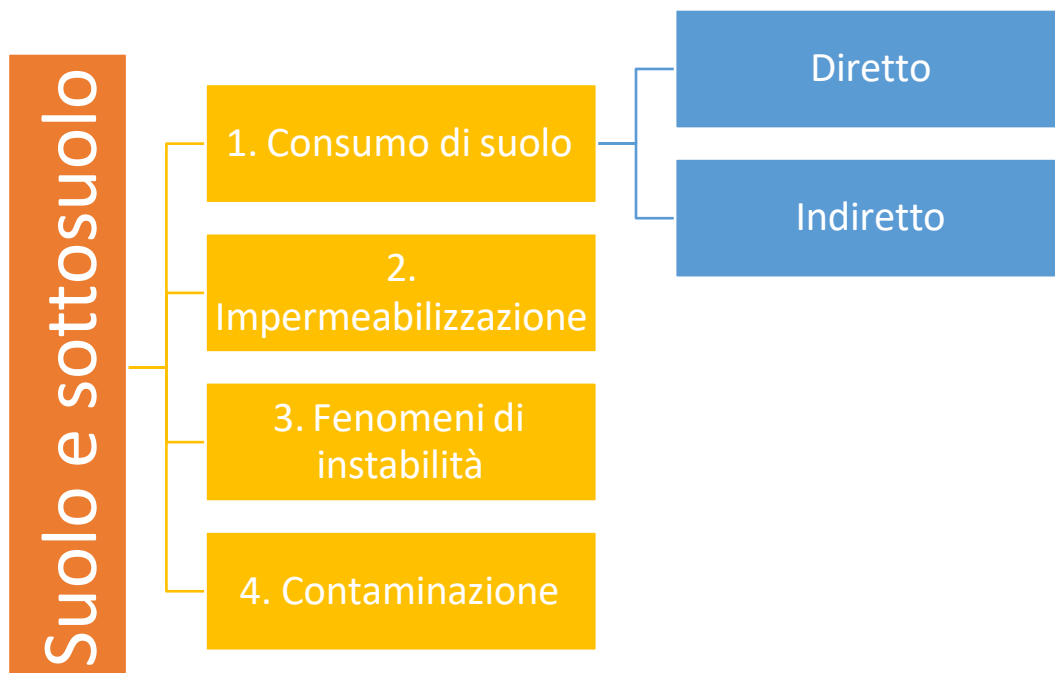 Suolo e sottosuolo
1. Consumo di suolo
Diretto
Indiretto
2.
Impermeabilizzazione
3. Fenomeni di
instabilità
4. Contaminazione